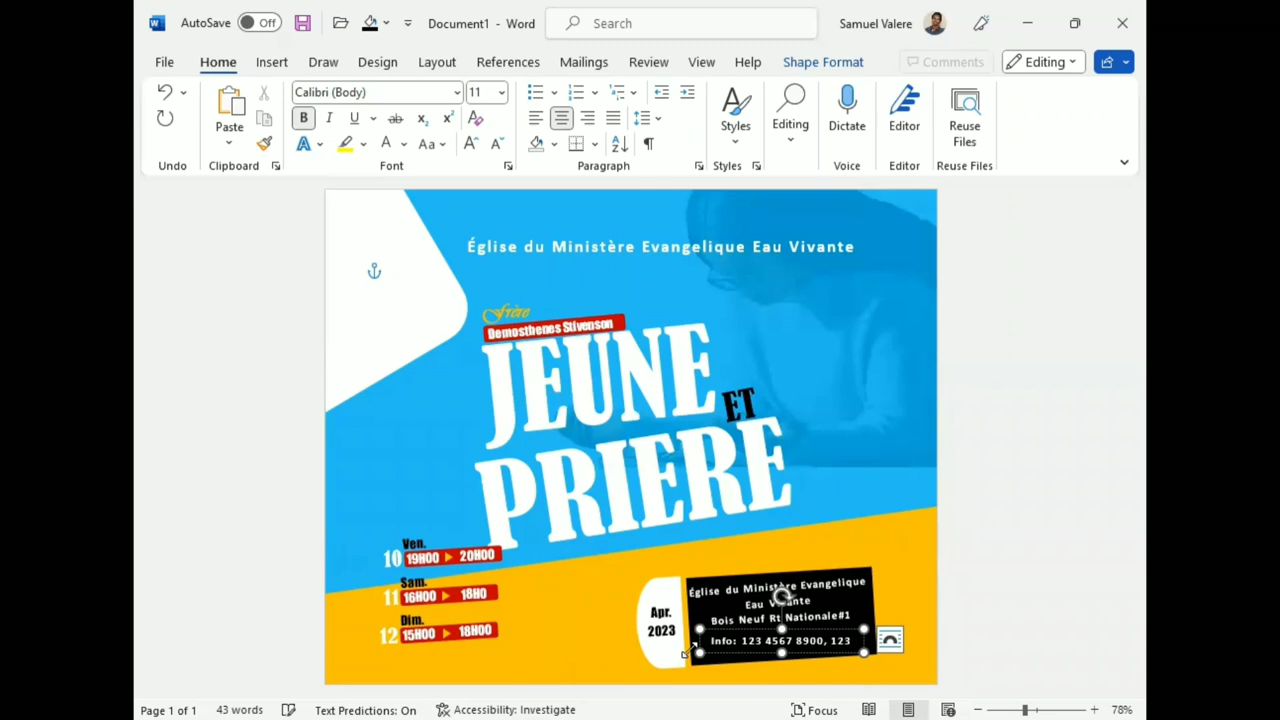 AutoSave Off Document1 - Word Search Samuel Valere
File Home Insert Draw Design Layout References Mailings Review View Help Shape Format Comments Editing
Calibri (Body) 11
Paste Styles Editing Dictate Editor Reuse Files
Undo Clipboard Font Paragraph Styles Voice Editor Reuse Files
Église du Ministère Evangelique Eau Vivante
Frère
Demosthenes Stivenson
JEUNE
ET
PRIERE
Ven.
10 19H00 20H00
Sam.
11 16H00 18H0
Dim.
12 15H00 18H00
Apr.
2023
Église du Ministère Evangelique
Eau Vivante
Bois Neuf Rt Nationale#1
Info: 123 4567 8900, 123
Page 1 of 1 43 words Text Predictions: On Accessibility: Investigate Focus 78%